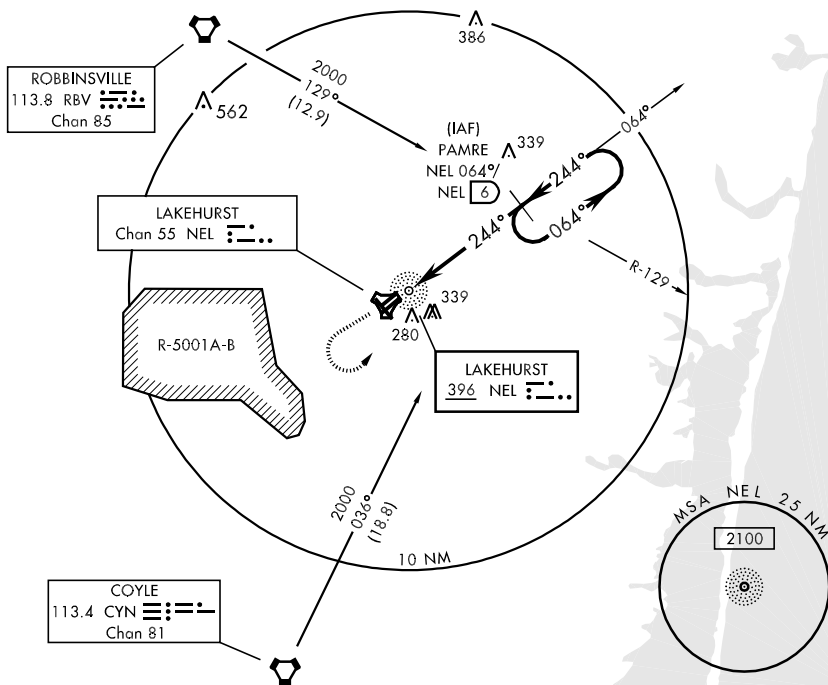 386
ROBBINSVILLE
113.8 RBV
Chan 85
562
2000
129°
(12.9)
(IAF)
PAMRE
NEL 064°/
NEL 6
339
064°
244°
064°
244°
R-129
LAKEHURST
Chan 55 NEL
R-5001A-B
339
280
LAKEHURST
396 NEL
2000
036°
(18.8)
10 NM
MSA NEL 25 NM
2100
COYLE
113.4 CYN
Chan 81